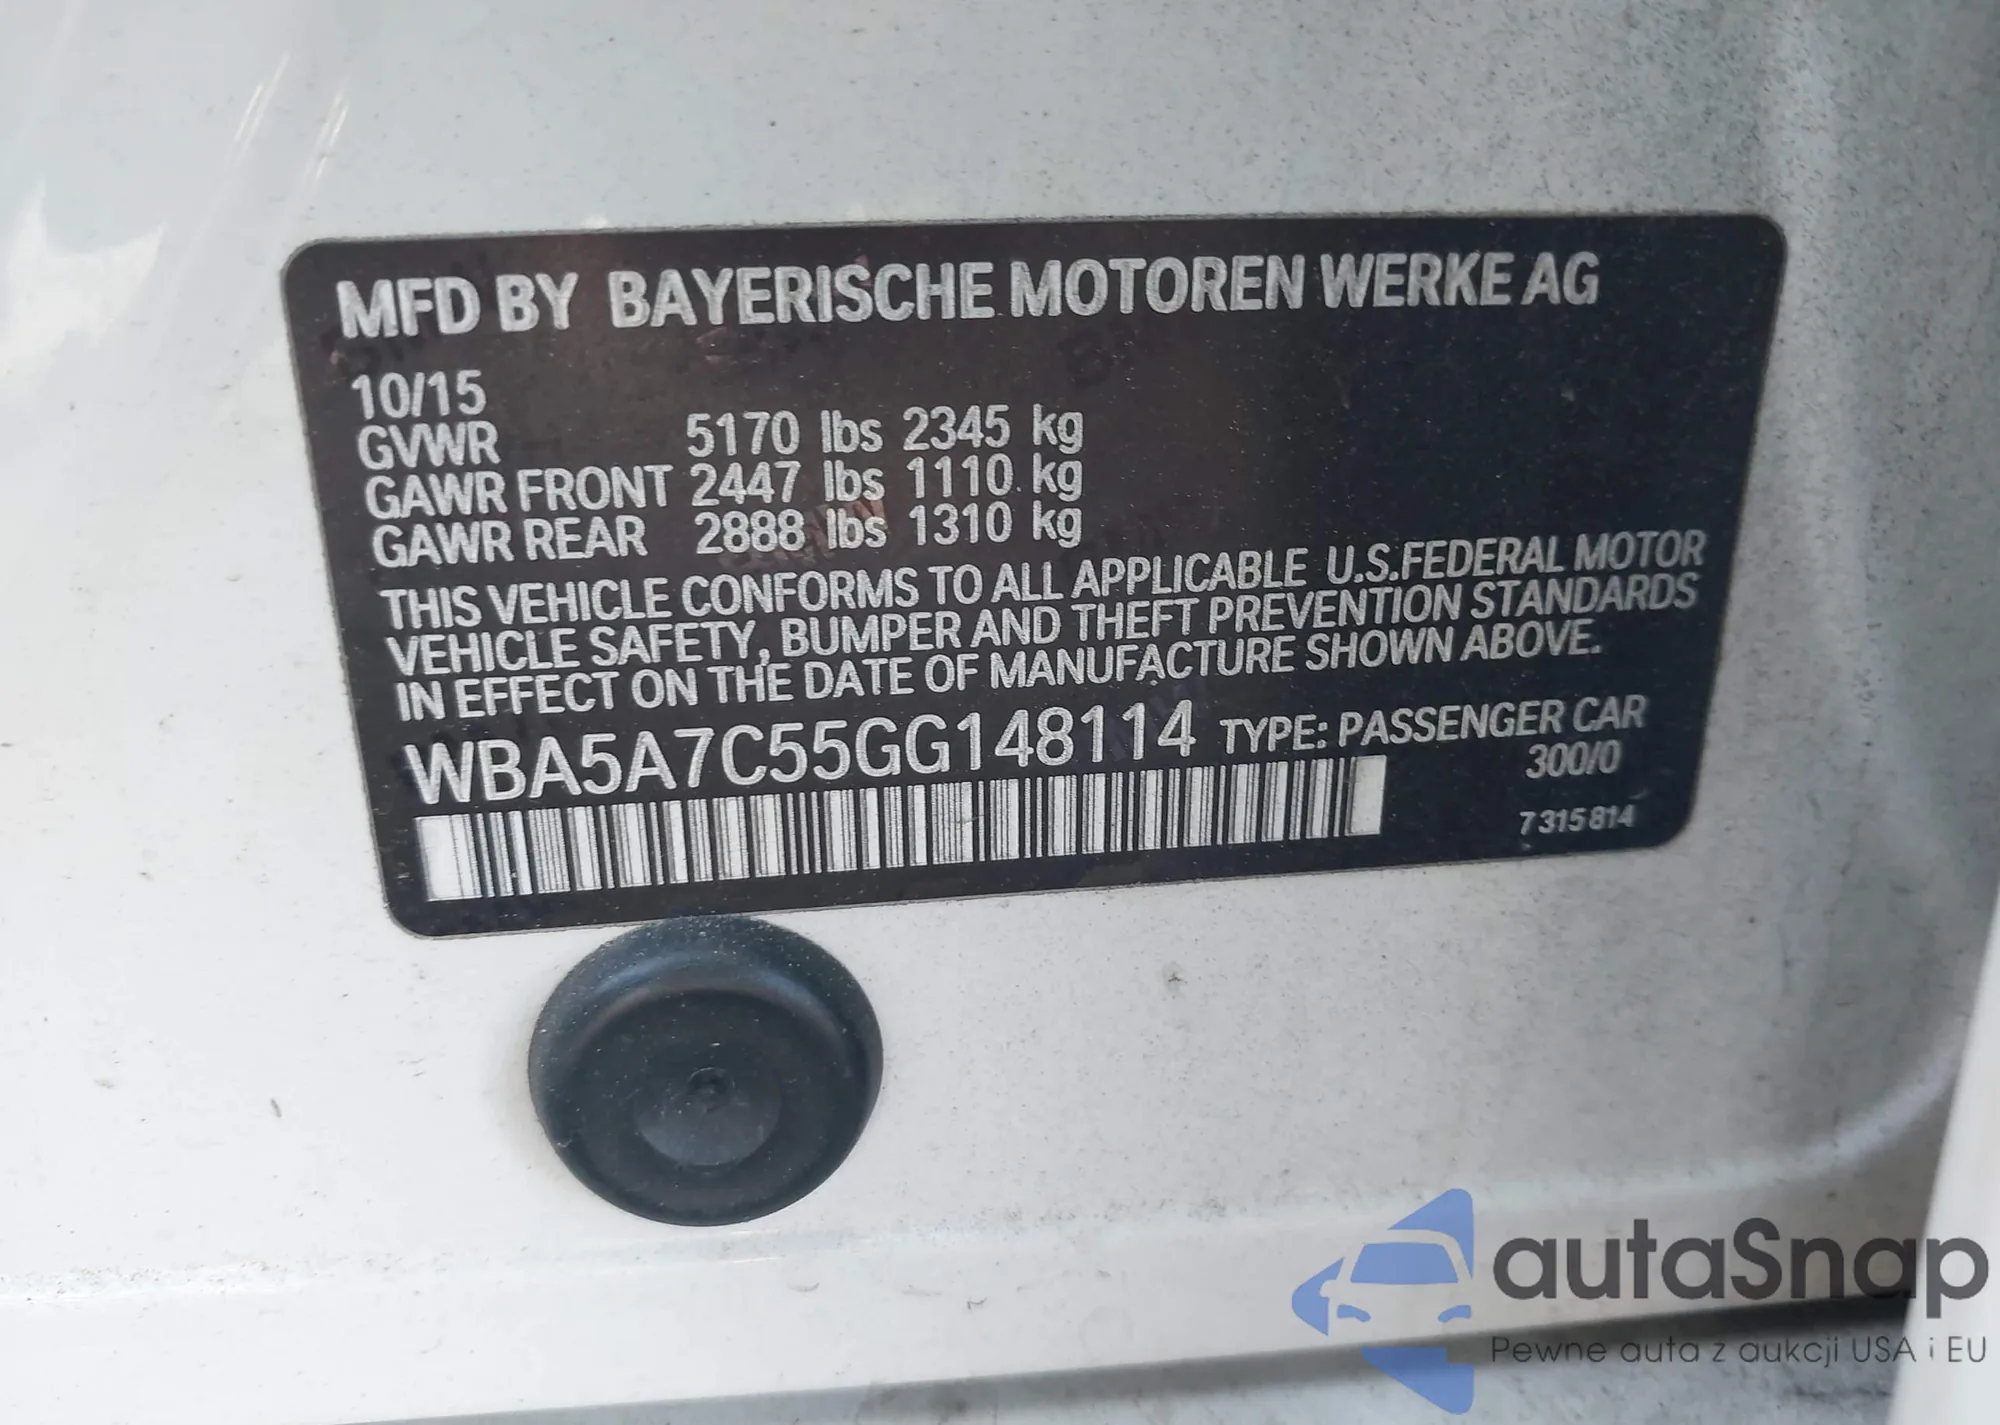 MFD BY BAYERISCHE MOTOREN WERKE AG
10/15
GVWR 5170 lbs 2345 kg
GAWR FRONT 2447 lbs 1110 kg
GAWR REAR 2888 lbs 1310 kg
THIS VEHICLE CONFORMS TO ALL APPLICABLE U.S.FEDERAL MOTOR
VEHICLE SAFETY, BUMPER AND THEFT PREVENTION STANDARDS
IN EFFECT ON THE DATE OF MANUFACTURE SHOWN ABOVE.
WBA5A7C55GG148114 TYPE: PASSENGER CAR
300/0
7 315 814
autaSnap
Pewne auta z aukcji USA i EU